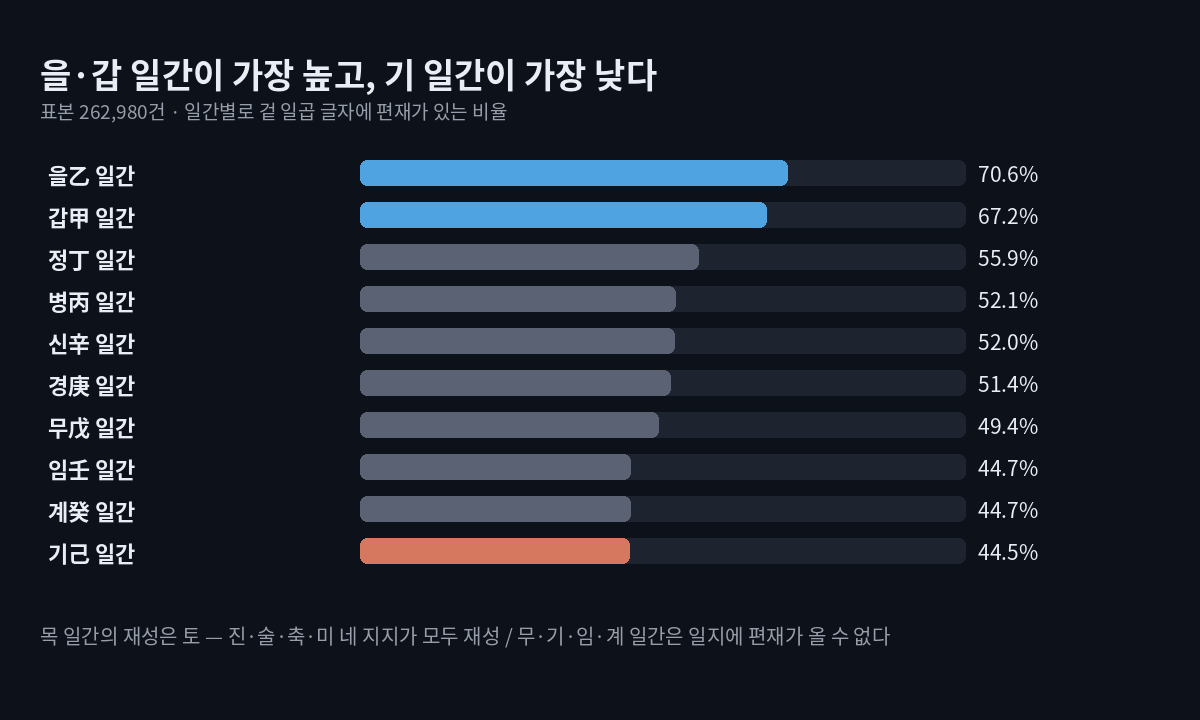 을·갑 일간이 가장 높고, 기 일간이 가장 낮다
표본 262,980건 · 일간별로 겉 일곱 글자에 편재가 있는 비율
을乙 일간 70.6%
갑甲 일간 67.2%
정丁 일간 55.9%
병丙 일간 52.1%
신辛 일간 52.0%
경庚 일간 51.4%
무戊 일간 49.4%
임壬 일간 44.7%
계癸 일간 44.7%
기己 일간 44.5%
목 일간의 재성은 토 — 진·술·축·미 네 지지가 모두 재성 / 무·기·임·계 일간은 일지에 편재가 올 수 없다